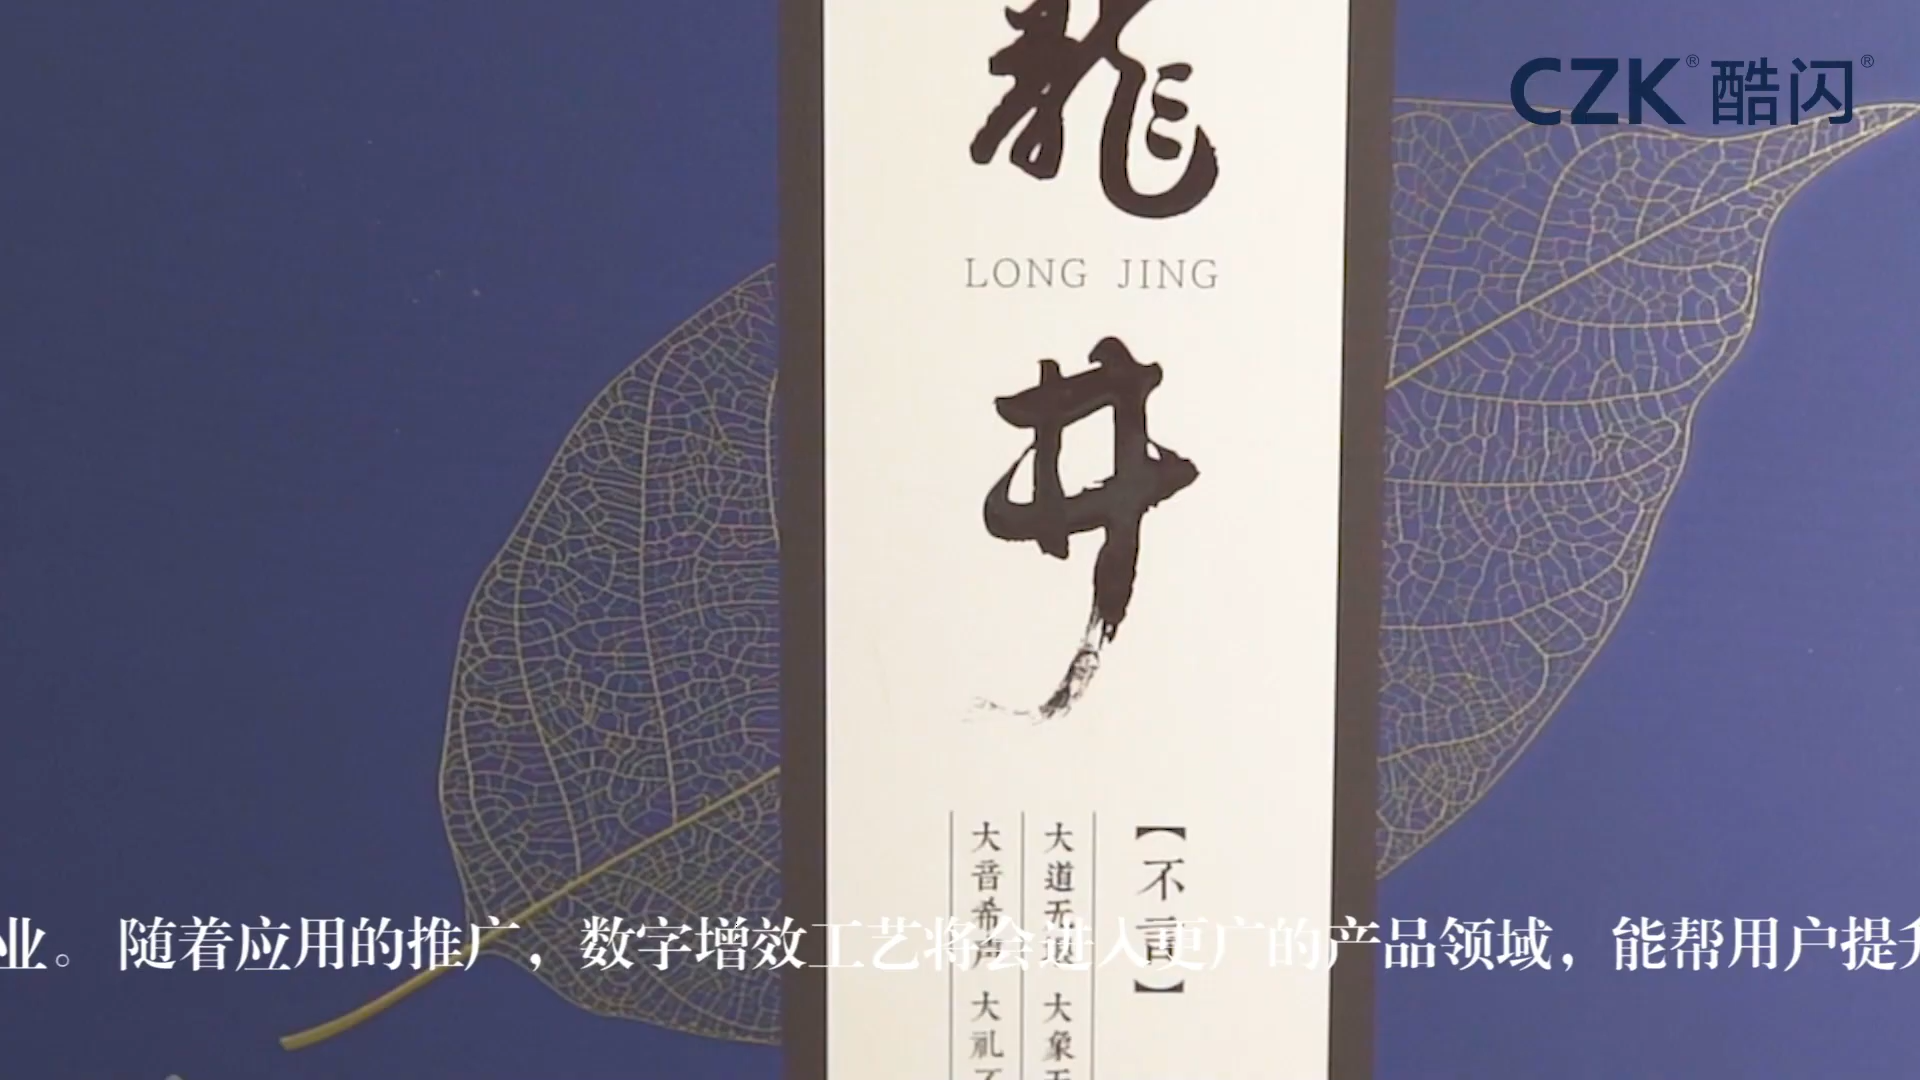 CZK® 酷闪®
龍
LONG JING
井
【不言】
大道无 大象
大音希声 大礼不
业。随着应用的推广，数字增效工艺将会进入更广的产品领域，能帮用户提升